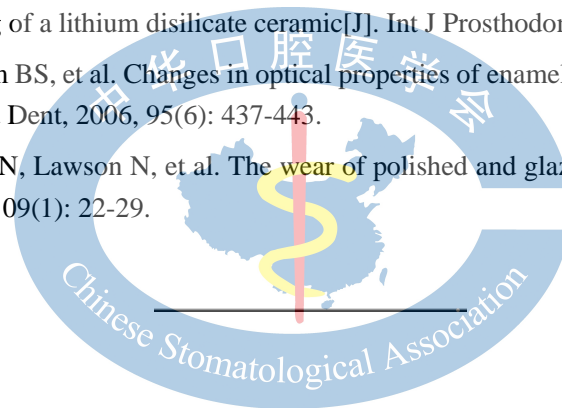 g of a lithium disilicate ceramic[J]. Int J Prosthodon
BS, et al. Changes in optical properties of enamel
Dent, 2006, 95(6): 437-443.
N, Lawson N, et al. The wear of polished and glaz
09(1): 22-29.
中华口腔医学会
Chinese Stomatological Association